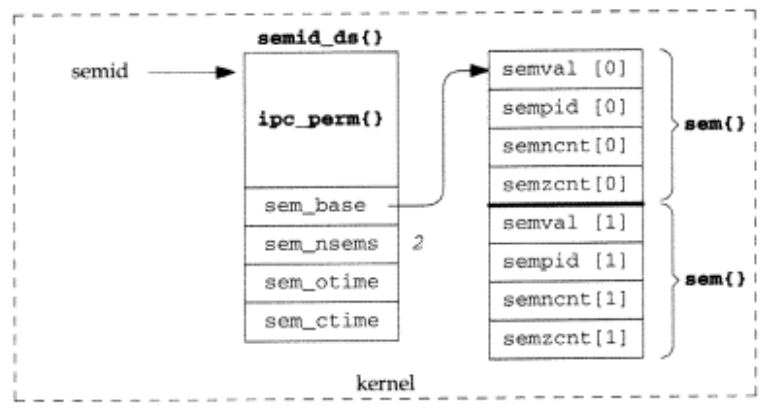 semid_ds{}
semid
ipc_perm{}
sem_base
sem_nsems 2
sem_otime
sem_ctime
semval [0]
sempid [0]
semncnt[0]
semzcnt[0]
sem{}
semval [1]
sempid [1]
semncnt[1]
semzcnt[1]
sem{}
kernel